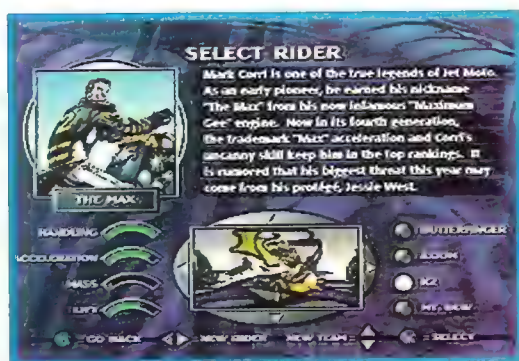 SELECT RIDER
Mark Corri is one of the true legends of Jet Moto.
As an early pioneer, he earned his nickname
"The Max" from his now infamous "Maximum
Gee" engine. Now in its fourth generation,
the trademark "Max" acceleration and Corri's
uncanny skill keep him in the top rankings. It
is rumored that his biggest threat this year may
come from his protégé, Jessie West.
THE MAX
HANDLING
ACCELERATION
MASS
LIFT
BUTTERFINGER
AXIOM
K2
MT. DEW
= GO BACK
= NEW RIDER
NEW TEAM =
= SELECT